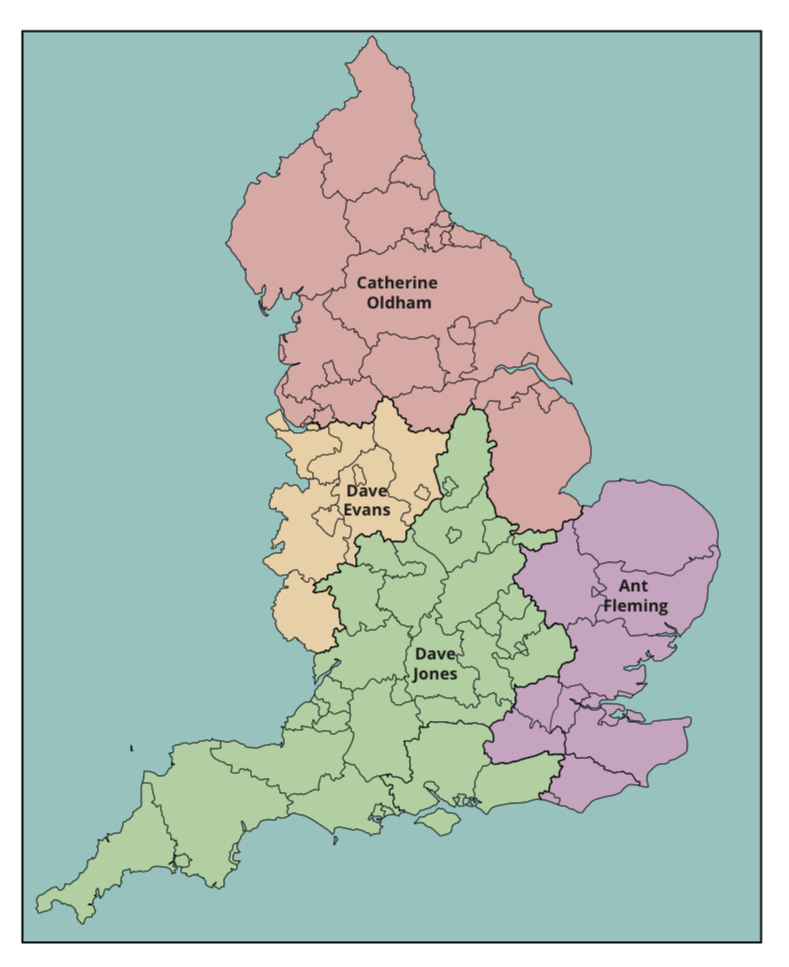 Catherine
Oldham
Dave
Evans
Ant
Fleming
Dave
Jones